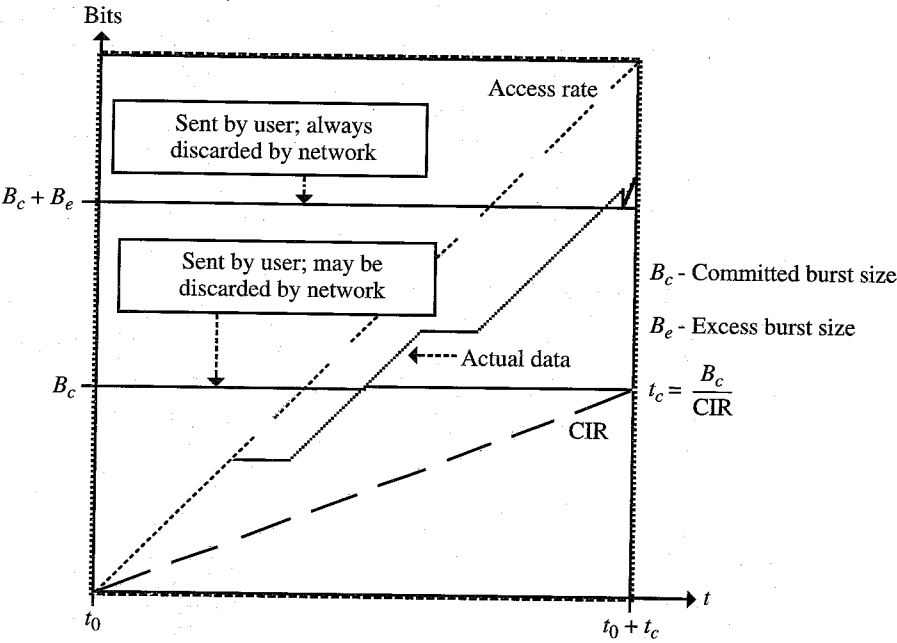 Bits
Access rate
Sent by user; always
discarded by network
B_c + B_e
Sent by user; may be
discarded by network
B_c - Committed burst size
B_e - Excess burst size
Actual data
B_c
t_c = B_c / CIR
CIR
t
t_0
t_0 + t_c